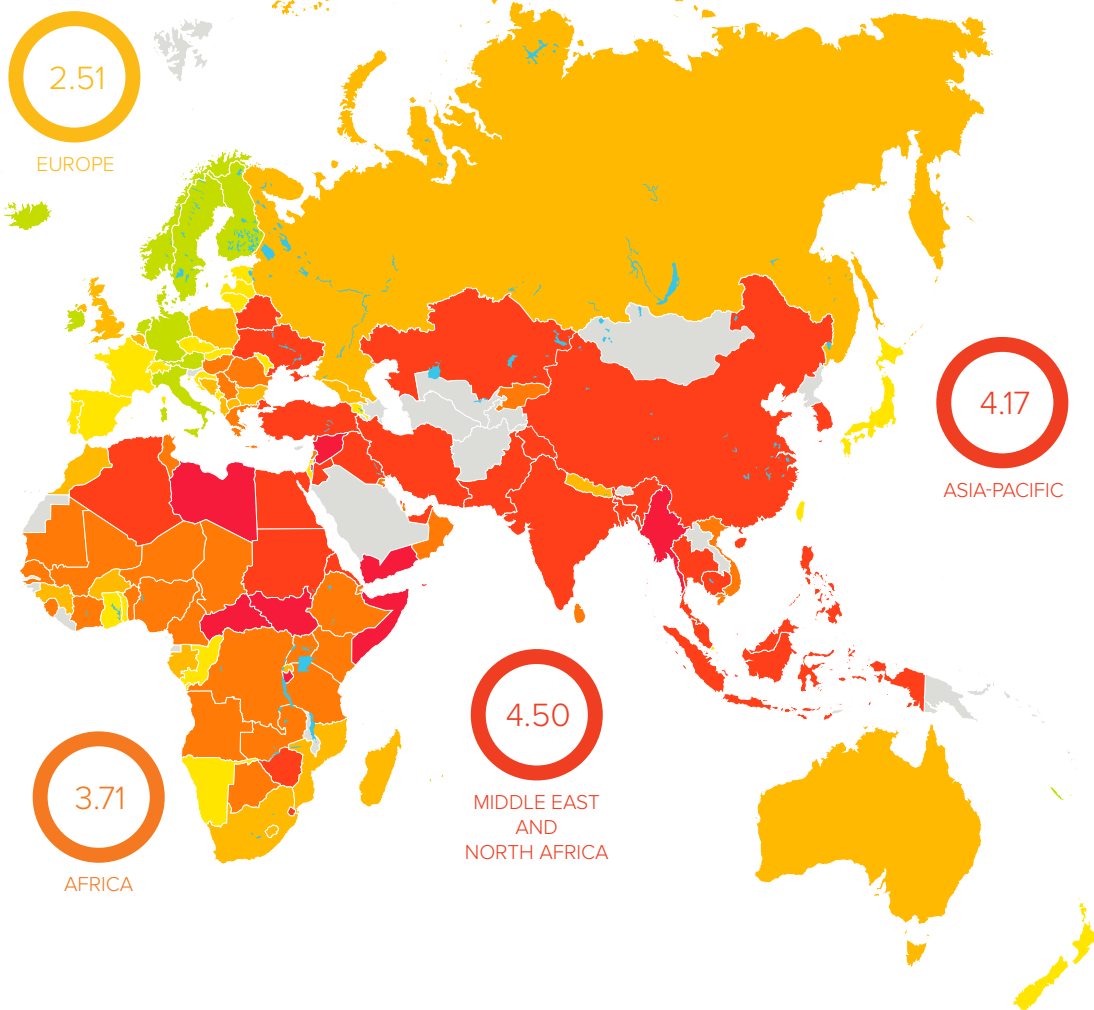 2.51
EUROPE
4.17
ASIA-PACIFIC
4.50
MIDDLE EAST
AND
NORTH AFRICA
3.71
AFRICA